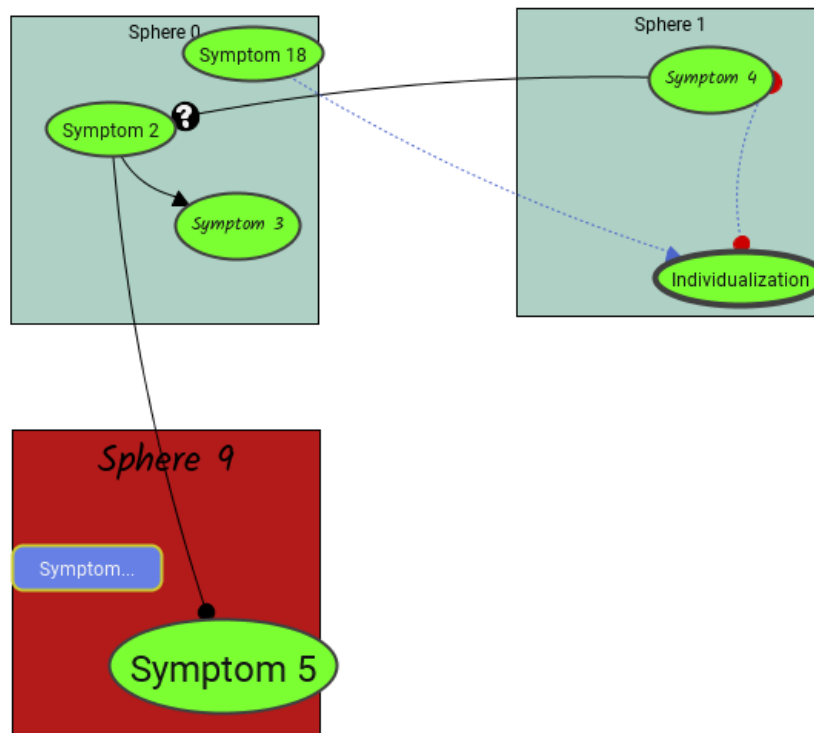 Sphere 0
Symptom 18
Symptom 2
?
Symptom 3
Sphere 1
Symptom 4
Individualization
Sphere 9
Symptom...
Symptom 5